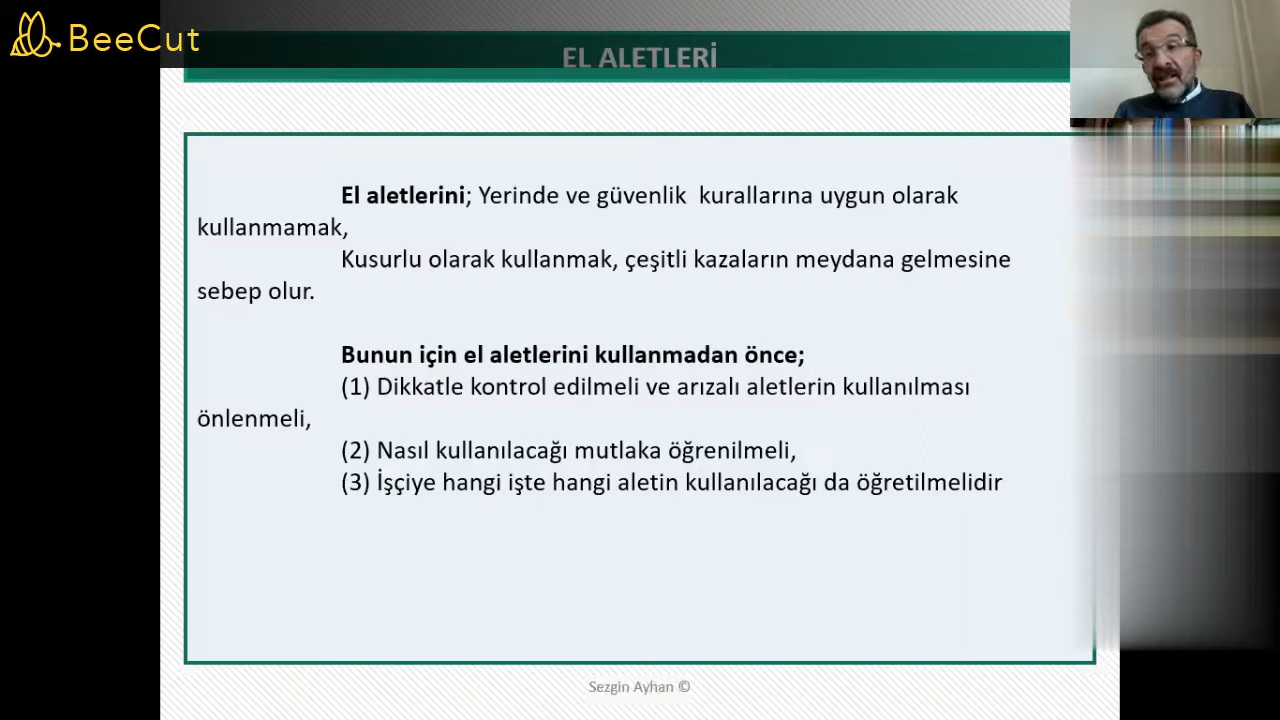 BeeCut
EL ALETLERİ
El aletlerini; Yerinde ve güvenlik kurallarına uygun olarak
kullanmamak,
Kusurlu olarak kullanmak, çeşitli kazaların meydana gelmesine
sebep olur.
Bunun için el aletlerini kullanmadan önce;
(1) Dikkatle kontrol edilmeli ve arızalı aletlerin kullanılması
önlenmeli,
(2) Nasıl kullanılacağı mutlaka öğrenilmeli,
(3) İşçiye hangi işte hangi aletin kullanılacağı da öğretilmelidir
Sezgin Ayhan ©